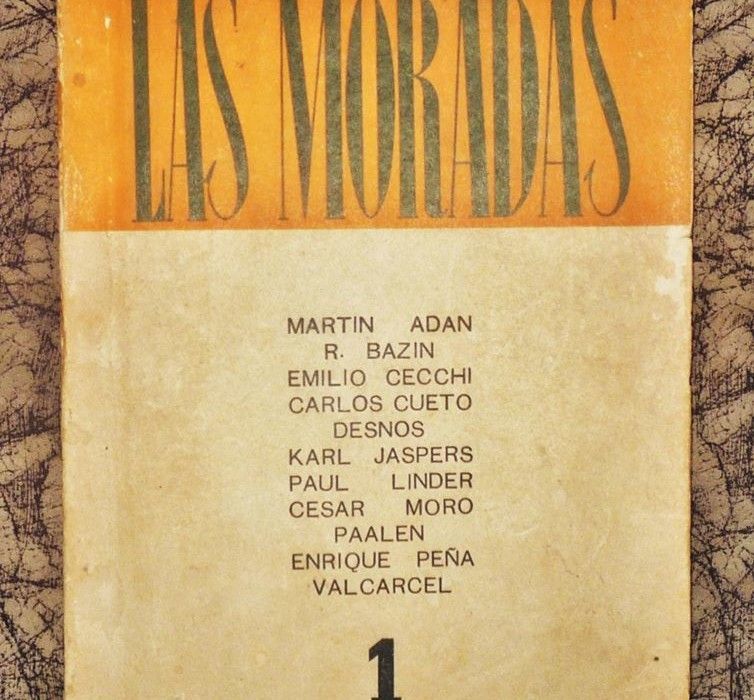 LAS MORADAS
MARTIN ADAN
R. BAZIN
EMILIO CECCHI
CARLOS CUETO
DESNOS
KARL JASPERS
PAUL LINDER
CESAR MORO
PAALEN
ENRIQUE PEÑA
VALCARCEL
1